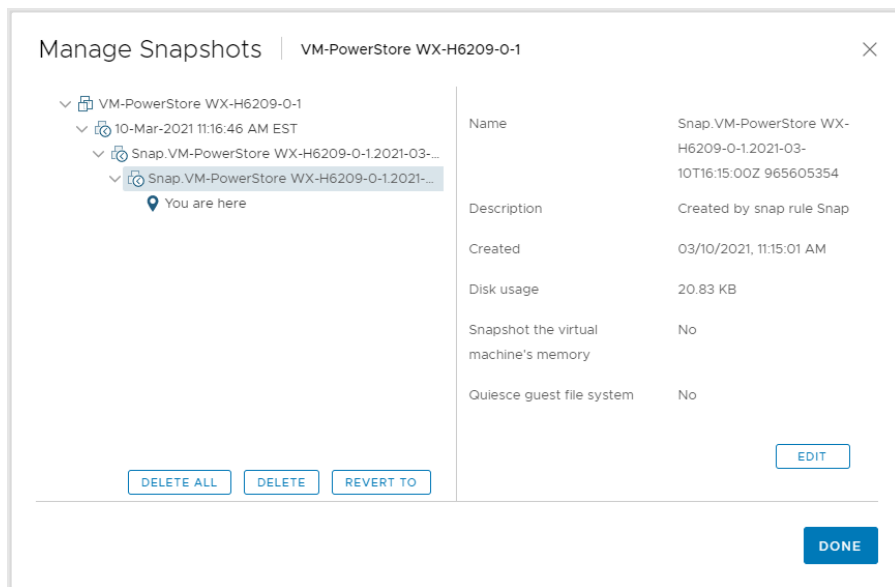 Manage Snapshots VM-PowerStore WX-H6209-0-1
VM-PowerStore WX-H6209-0-1
10-Mar-2021 11:16:46 AM EST
Snap.VM-PowerStore WX-H6209-0-1.2021-03-...
Snap.VM-PowerStore WX-H6209-0-1.2021-...
You are here
DELETE ALL DELETE REVERT TO
Name Snap.VM-PowerStore WX-
H6209-0-1.2021-03-
10T16:15:00Z 965605354
Description Created by snap rule Snap
Created 03/10/2021, 11:15:01 AM
Disk usage 20.83 KB
Snapshot the virtual No
machine's memory
Quiesce guest file system No
EDIT
DONE